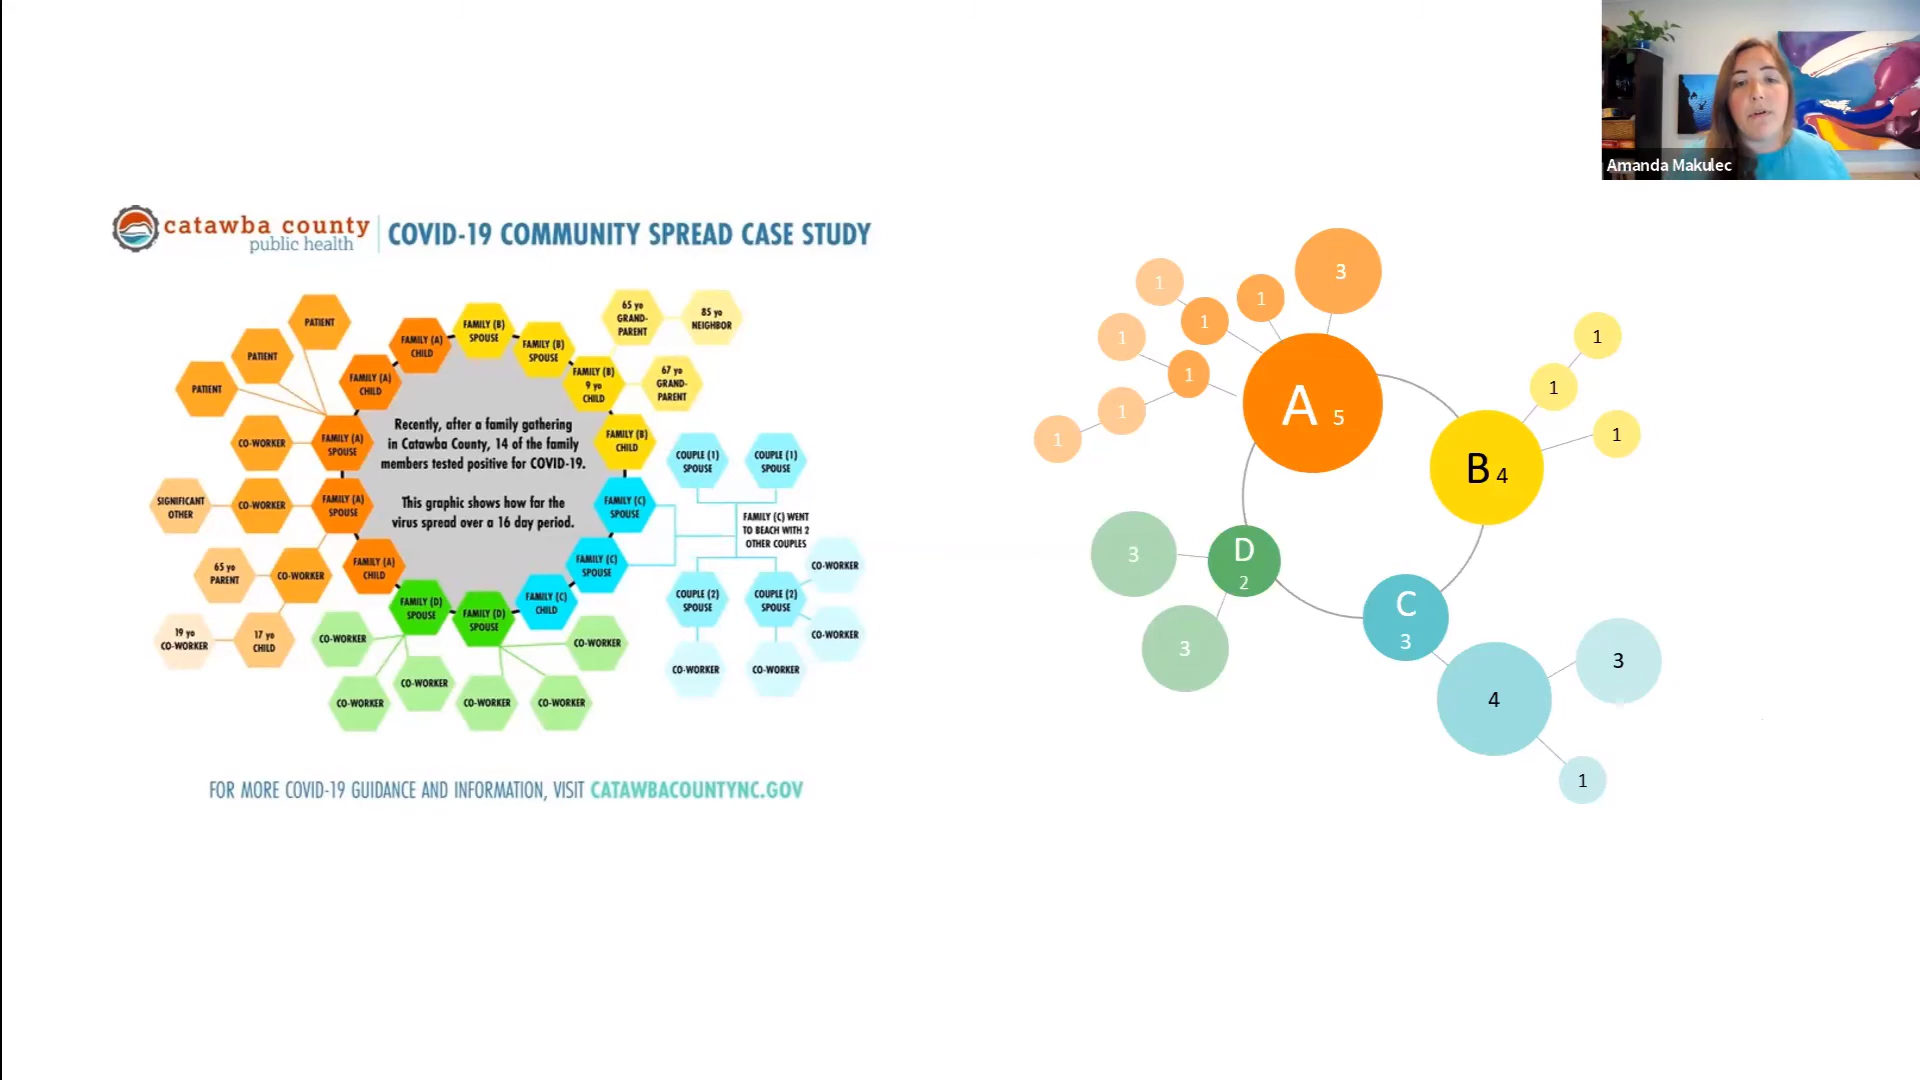 Amanda Makulec
catawba county
public health
COVID-19 COMMUNITY SPREAD CASE STUDY
PATIENT
PATIENT
PATIENT
CO-WORKER
SIGNIFICANT
OTHER
CO-WORKER
65 yo
PARENT
CO-WORKER
19 yo
CO-WORKER
17 yo
CHILD
FAMILY (A)
CHILD
FAMILY (A)
CHILD
FAMILY (A)
SPOUSE
FAMILY (A)
SPOUSE
FAMILY (A)
CHILD
FAMILY (B)
SPOUSE
FAMILY (B)
SPOUSE
FAMILY (B)
9 yo
CHILD
FAMILY (B)
CHILD
65 yo
GRAND-
PARENT
85 yo
NEIGHBOR
67 yo
GRAND-
PARENT
Recently, after a family gathering
in Catawba County, 14 of the family
members tested positive for COVID-19.
This graphic shows how far the
virus spread over a 16 day period.
FAMILY (C)
SPOUSE
FAMILY (C)
SPOUSE
FAMILY (C)
CHILD
COUPLE (1)
SPOUSE
COUPLE (1)
SPOUSE
FAMILY (C) WENT
TO BEACH WITH 2
OTHER COUPLES
COUPLE (2)
SPOUSE
COUPLE (2)
SPOUSE
CO-WORKER
CO-WORKER
CO-WORKER
CO-WORKER
FAMILY (D)
SPOUSE
FAMILY (D)
SPOUSE
CO-WORKER
CO-WORKER
CO-WORKER
CO-WORKER
CO-WORKER
CO-WORKER
FOR MORE COVID-19 GUIDANCE AND INFORMATION, VISIT CATAWBACOUNTYNC.GOV
3
1
1
1
1
1
1
1
A 5
1
1
1
B 4
3
D
2
3
C
3
4
3
1